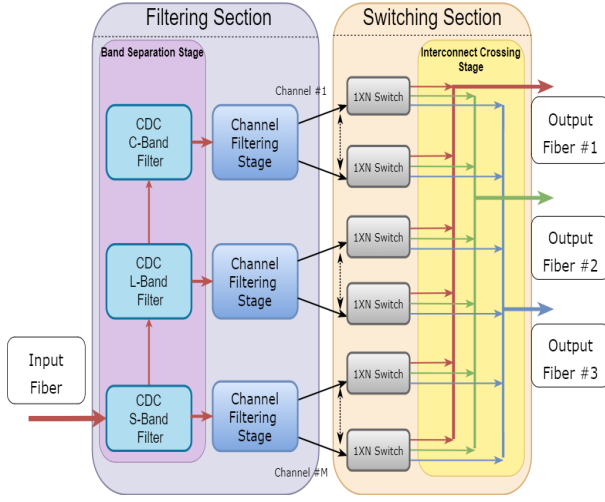 Filtering Section
Switching Section
Band Separation Stage
Interconnect Crossing
Stage
Channel #1
CDC
C-Band
Filter
Channel
Filtering
Stage
1XN Switch
1XN Switch
Output
Fiber #1
CDC
L-Band
Filter
Channel
Filtering
Stage
1XN Switch
1XN Switch
Output
Fiber #2
Input
Fiber
CDC
S-Band
Filter
Channel
Filtering
Stage
1XN Switch
1XN Switch
Output
Fiber #3
Channel #M